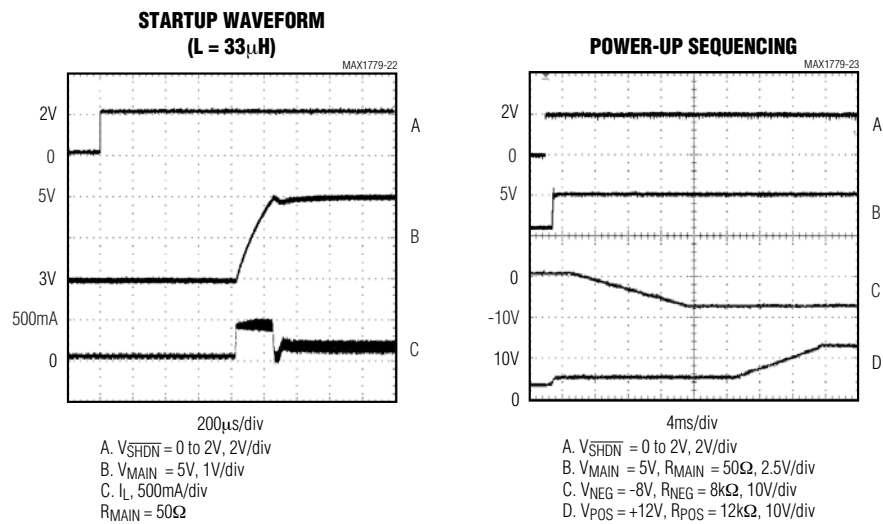 STARTUP WAVEFORM
(L = 33μH)
MAX1779-22
2V
0
5V
3V
500mA
0
A
B
C
200μs/div
A. VSHDN = 0 to 2V, 2V/div
B. VMAIN = 5V, 1V/div
C. IL, 500mA/div
RMAIN = 50Ω
POWER-UP SEQUENCING
MAX1779-23
2V
0
5V
0
-10V
10V
0
A
B
C
D
4ms/div
A. VSHDN = 0 to 2V, 2V/div
B. VMAIN = 5V, RMAIN = 50Ω, 2.5V/div
C. VNEG = -8V, RNEG = 8kΩ, 10V/div
D. VPOS = +12V, RPOS = 12kΩ, 10V/div